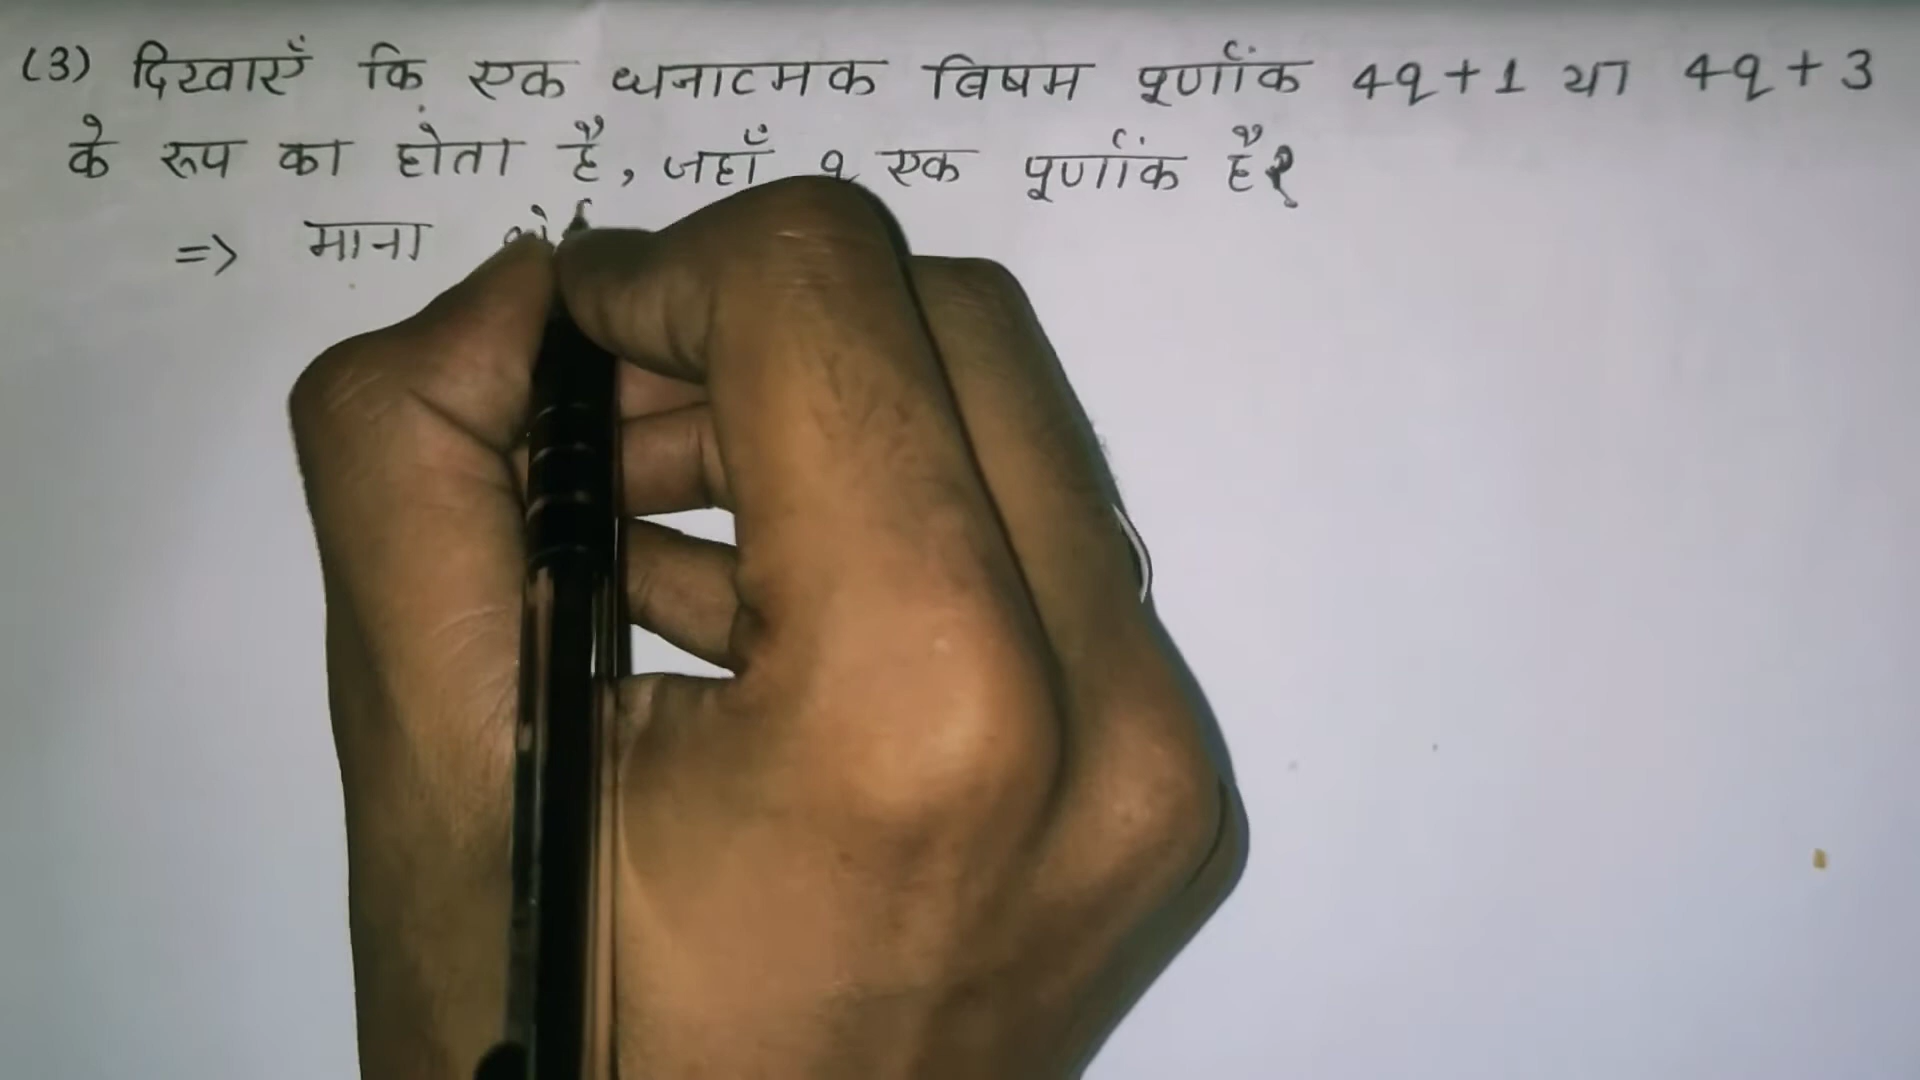 (3) दिखाएँ कि एक धनात्मक विषम पूर्णांक 4q+1 या 4q+3
के रूप का होता है, जहाँ q एक पूर्णांक है?
=> माना